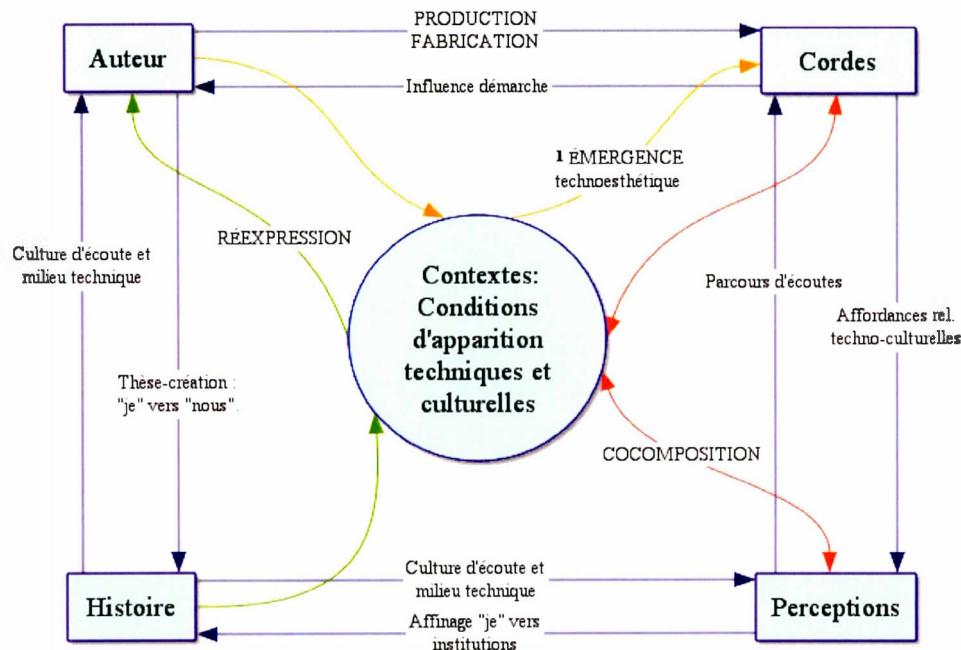 PRODUCTION
FABRICATION
Auteur
Cordes
Influence démarche
1 ÉMERGENCE
technoesthétique
RÉEXPRESSION
Culture d'écoute et
milieu technique
Contextes:
Conditions
d'apparition
techniques et
culturelles
Parcours d'écoutes
Affordances rel.
techno-culturelles
Thèse-création :
"je" vers "nous".
COCOMPOSITION
Histoire
Culture d'écoute et
milieu technique
Perceptions
Affinage "je" vers
institutions